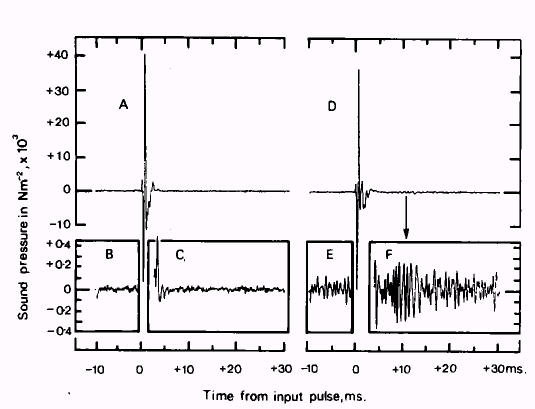 Sound pressure in Nm⁻², x 10³
+40
+30
+20
+10
0
-10
+0·4
+0·2
0
-0·2
-0·4
A
B
C
D
E
F
-10 0 +10 +20 +30
-10 0 +10 +20 +30ms.
Time from input pulse,ms.